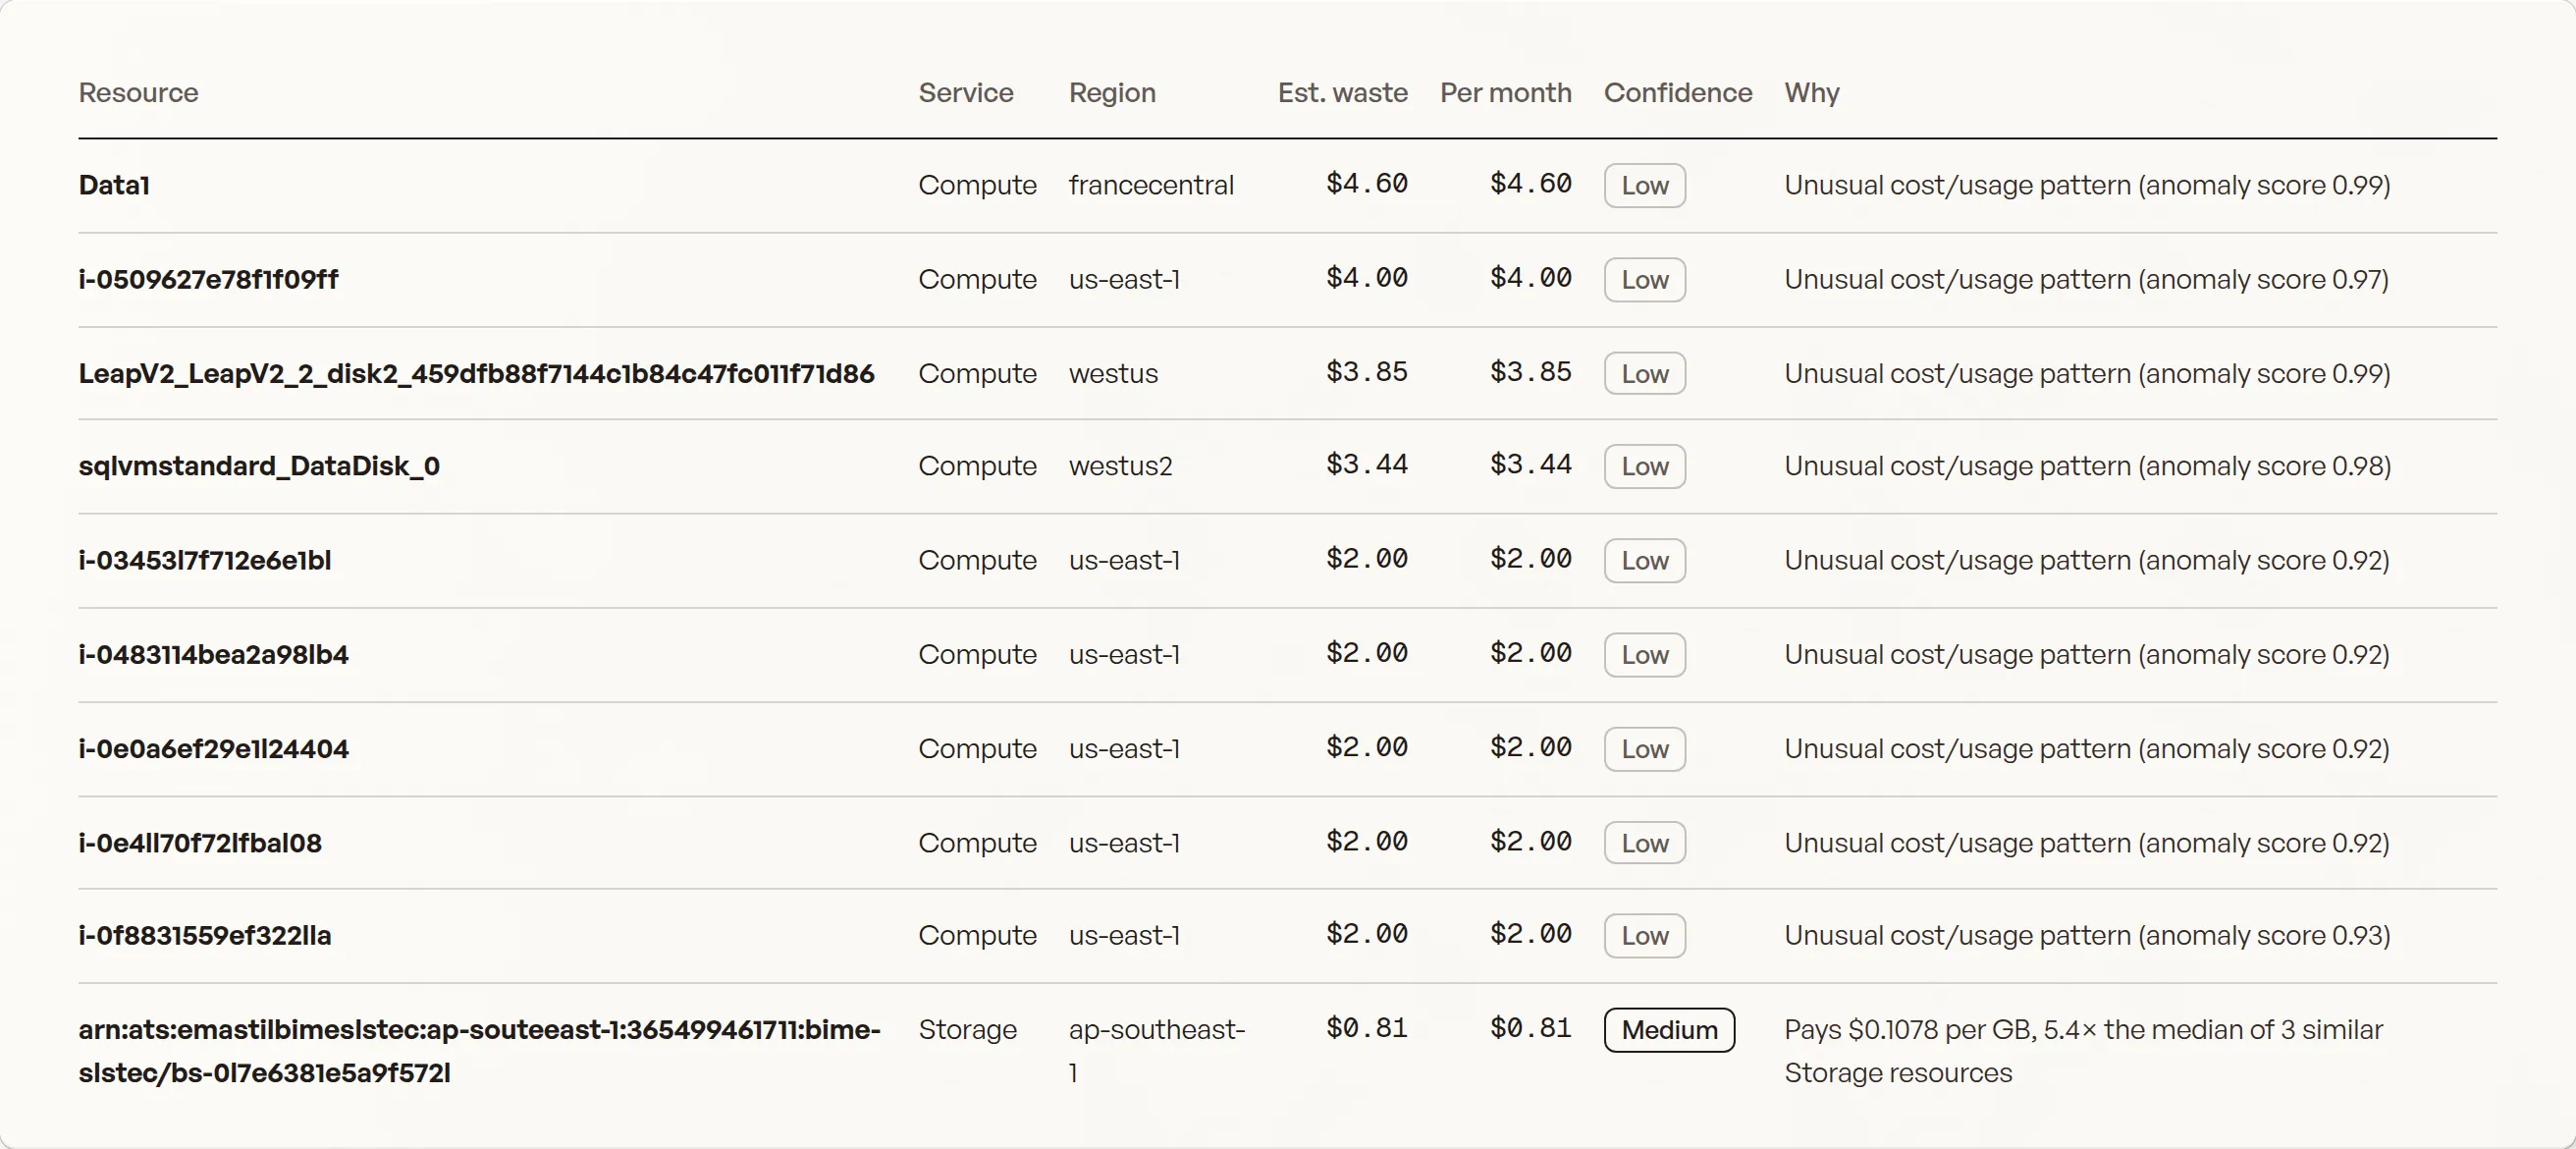 Resource Service Region Est. waste Per month Confidence Why
Data1 Compute francecentral $4.60 $4.60 Low Unusual cost/usage pattern (anomaly score 0.99)
i-0509627e78f1f09ff Compute us-east-1 $4.00 $4.00 Low Unusual cost/usage pattern (anomaly score 0.97)
LeapV2_LeapV2_2_disk2_459dfb88f7144c1b84c47fc011f71d86 Compute westus $3.85 $3.85 Low Unusual cost/usage pattern (anomaly score 0.99)
sqlvmstandard_DataDisk_0 Compute westus2 $3.44 $3.44 Low Unusual cost/usage pattern (anomaly score 0.98)
i-03453l7f712e6e1bl Compute us-east-1 $2.00 $2.00 Low Unusual cost/usage pattern (anomaly score 0.92)
i-0483114bea2a98lb4 Compute us-east-1 $2.00 $2.00 Low Unusual cost/usage pattern (anomaly score 0.92)
i-0e0a6ef29e1l24404 Compute us-east-1 $2.00 $2.00 Low Unusual cost/usage pattern (anomaly score 0.92)
i-0e4ll70f72lfbal08 Compute us-east-1 $2.00 $2.00 Low Unusual cost/usage pattern (anomaly score 0.92)
i-0f8831559ef322lla Compute us-east-1 $2.00 $2.00 Low Unusual cost/usage pattern (anomaly score 0.93)
arn:ats:emastilbimeslstec:ap-souteeast-1:365499461711:bime- Storage ap-southeast- $0.81 $0.81 Medium Pays $0.1078 per GB, 5.4× the median of 3 similar
slstec/bs-0l7e6381e5a9f572l 1 Storage resources